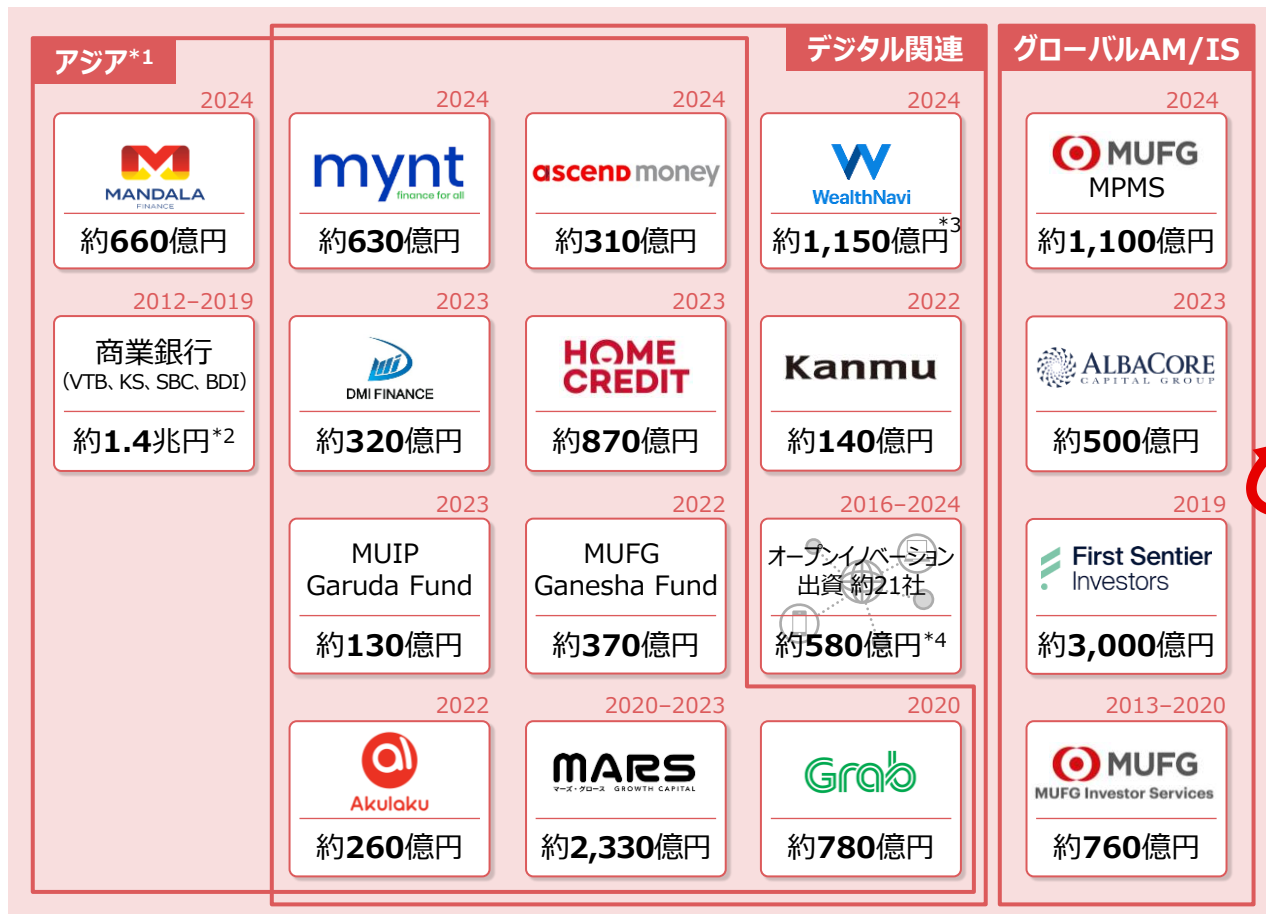 アジア*1
デジタル関連
グローバルAM/IS
2024
MANDALA
FINANCE
約660億円
2024
mynt
finance for all
約630億円
2024
ascend money
約310億円
2024
WealthNavi
約1,150億円*3
2024
MUFG
MPMS
約1,100億円
2012–2019
商業銀行
(VTB、KS、SBC、BDI)
約1.4兆円*2
2023
DMI FINANCE
約320億円
2023
HOME
CREDIT
約870億円
2022
Kanmu
約140億円
2023
ALBACORE
CAPITAL GROUP
約500億円
2023
MUIP
Garuda Fund
約130億円
2022
MUFG
Ganesha Fund
約370億円
2016–2024
オープンイノベーション
出資 約21社
約580億円*4
2019
First Sentier
Investors
約3,000億円
2022
Akulaku
約260億円
2020–2023
MARS
マーズ・グロース GROWTH CAPITAL
約2,330億円
2020
Grab
約780億円
2013–2020
MUFG
MUFG Investor Services
約760億円